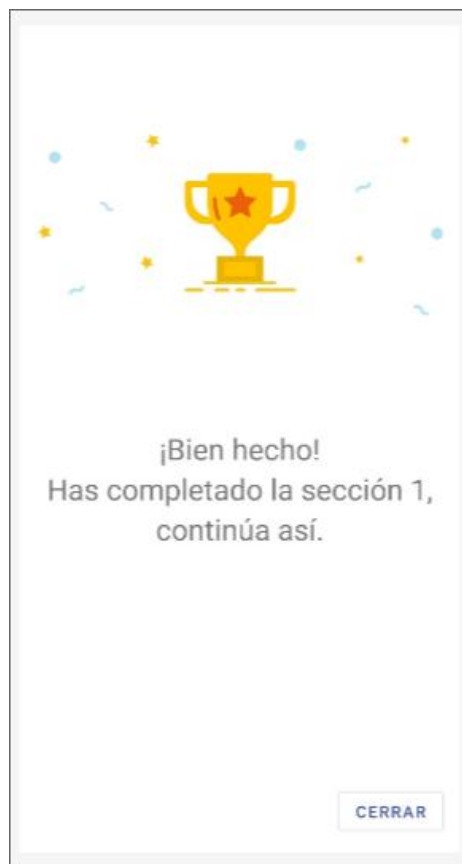 ¡Bien hecho!
Has completado la sección 1,
continúa así.
CERRAR